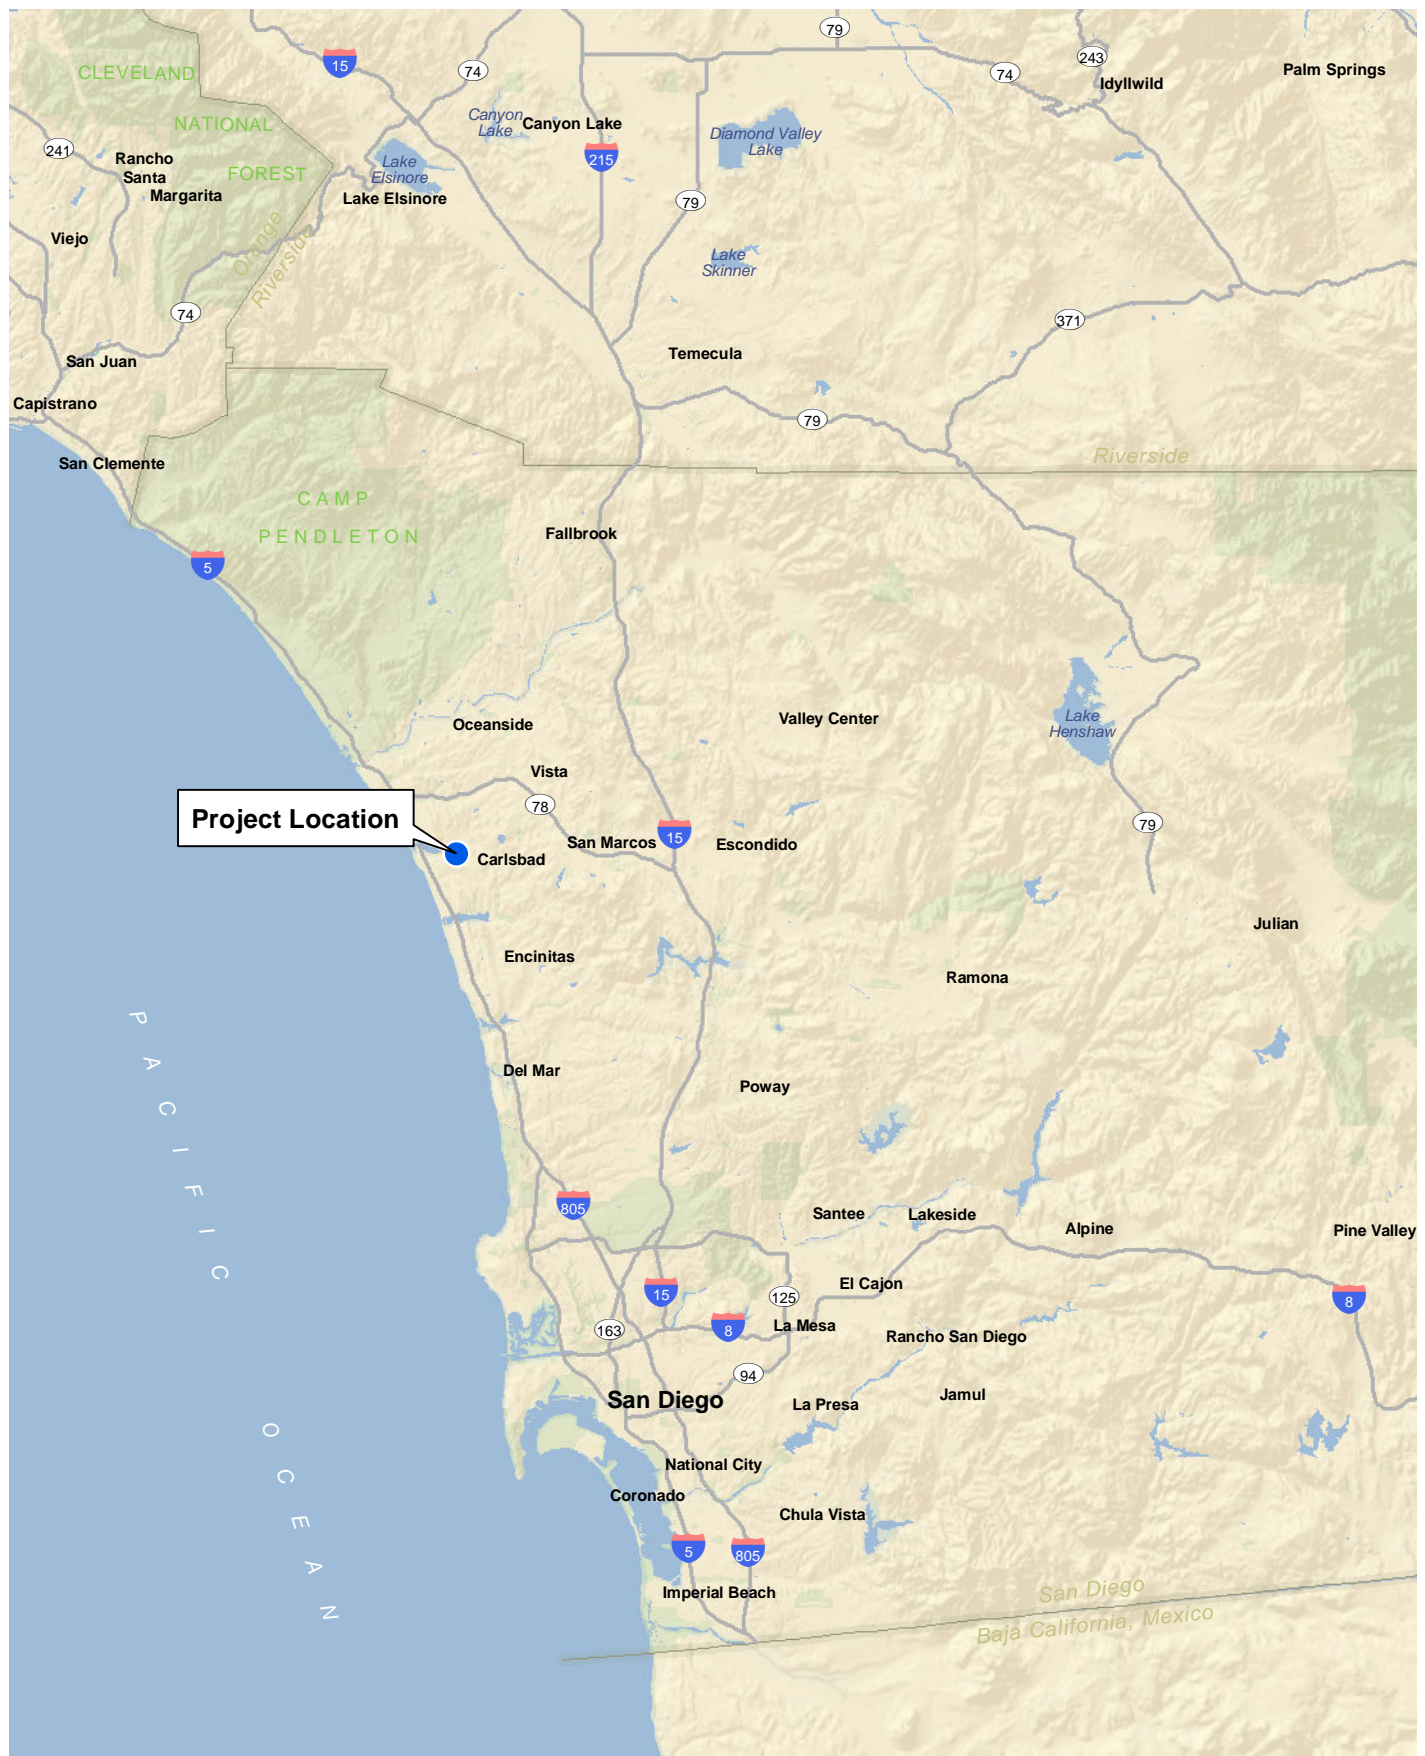 79
15
74
74
243
Idyllwild
Palm Springs
CLEVELAND
NATIONAL
FOREST
Canyon
Lake
Canyon Lake
Diamond Valley
Lake
241
Rancho
Santa
Margarita
Lake
Elsinore
Lake Elsinore
215
79
Viejo
Orange
Riverside
Lake
Skinner
74
371
San Juan
Capistrano
Temecula
79
San Clemente
Riverside
CAMP
PENDLETON
Fallbrook
5
Oceanside
Valley Center
Lake
Henshaw
Vista
78
Project Location
79
San Marcos
15
Escondido
Carlsbad
Julian
Encinitas
Ramona
PACIFIC
OCEAN
Del Mar
Poway
805
Santee
Lakeside
Alpine
Pine Valley
El Cajon
15
125
8
163
8
La Mesa
Rancho San Diego
94
San Diego
La Presa
Jamul
National City
Coronado
Chula Vista
5
805
Imperial Beach
San Diego
Baja California, Mexico